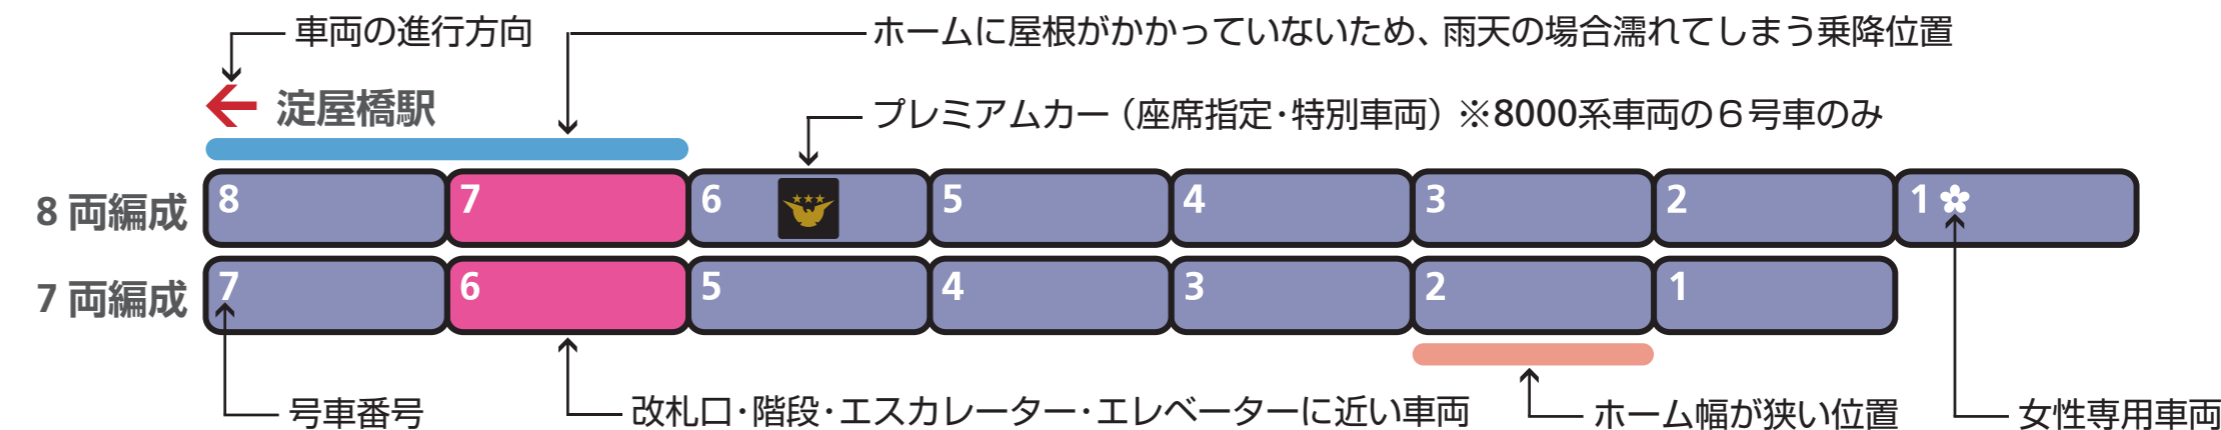 車両の進行方向
ホームに屋根がかかっていないため、雨天の場合濡れてしまう乗降位置
淀屋橋駅
プレミアムカー（座席指定・特別車両）※8000系車両の６号車のみ
8 両編成
8 7 6 5 4 3 2 1
7 両編成
7 6 5 4 3 2 1
号車番号
改札口・階段・エスカレーター・エレベーターに近い車両
ホーム幅が狭い位置
女性専用車両